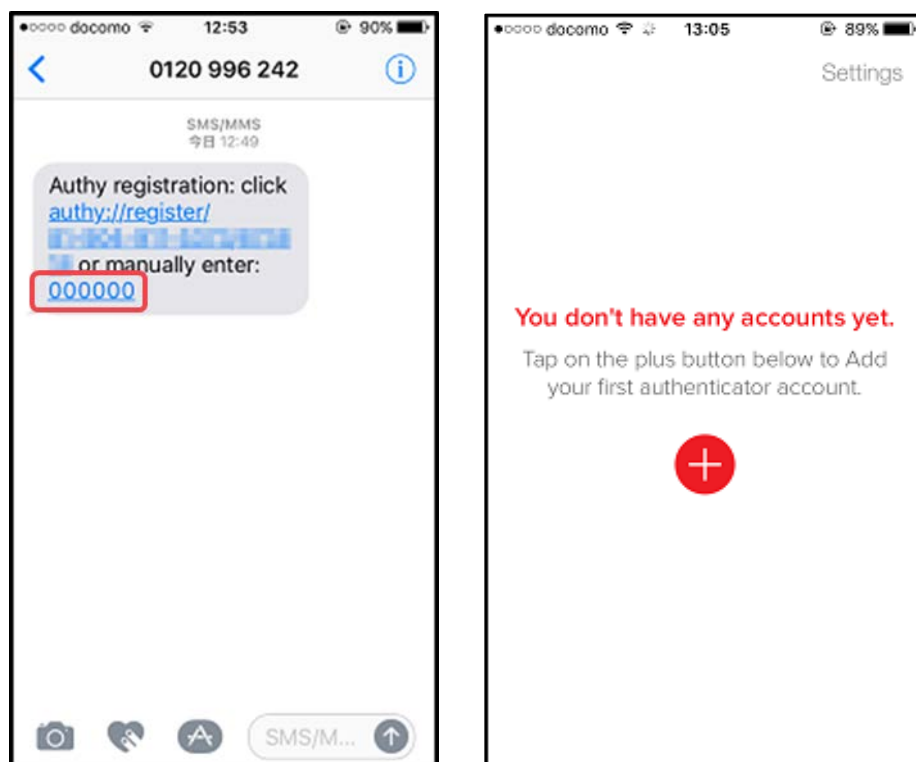 docomo 12:53 90%
0120 996 242
SMS/MMS
今日 12:49
Authy registration: click
authy://register/
or manually enter:
000000
SMS/M...
docomo 13:05 89%
Settings
You don't have any accounts yet.
Tap on the plus button below to Add
your first authenticator account.